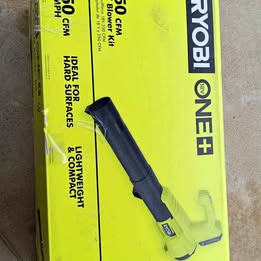 RYOBI
ONE+
50 CFM
Blower Kit
IDEAL FOR
HARD SURFACES
LIGHTWEIGHT
& COMPACT
50 CFM
MPH